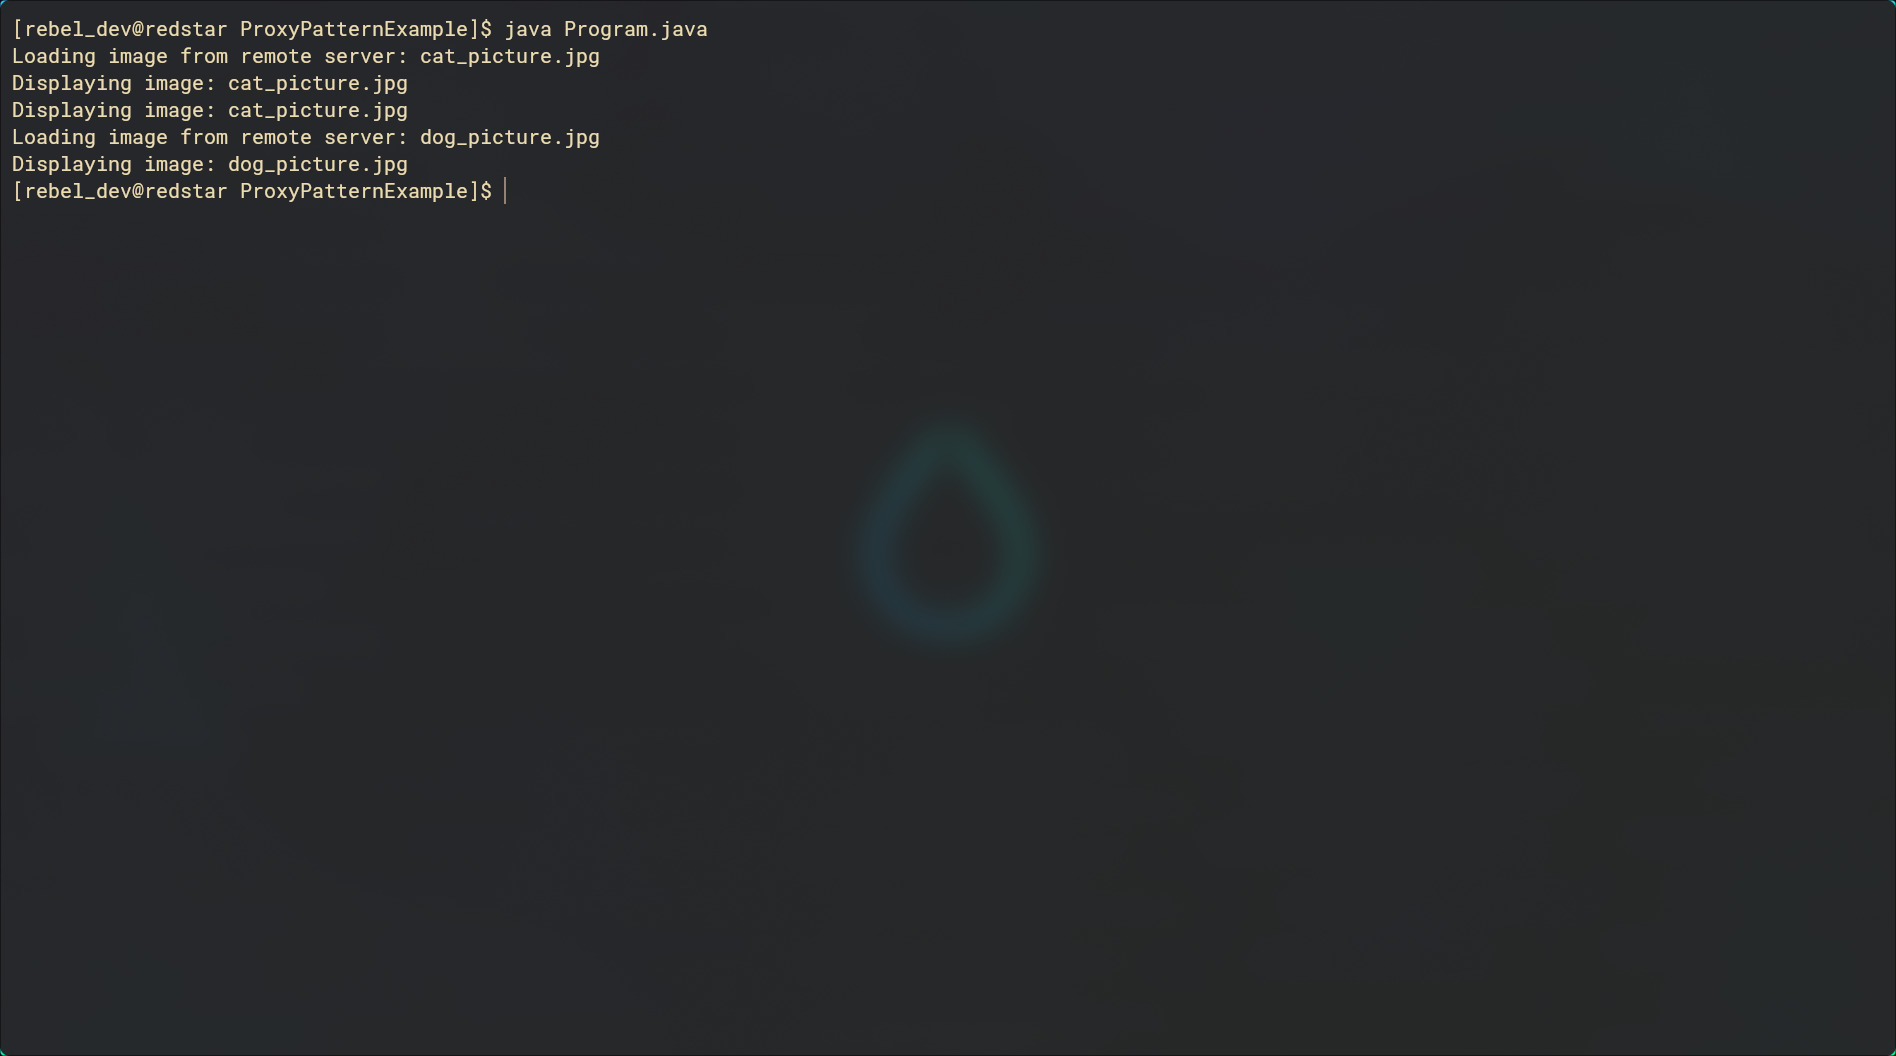 [rebel_dev@redstar ProxyPatternExample]$ java Program.java
Loading image from remote server: cat_picture.jpg
Displaying image: cat_picture.jpg
Displaying image: cat_picture.jpg
Loading image from remote server: dog_picture.jpg
Displaying image: dog_picture.jpg
[rebel_dev@redstar ProxyPatternExample]$